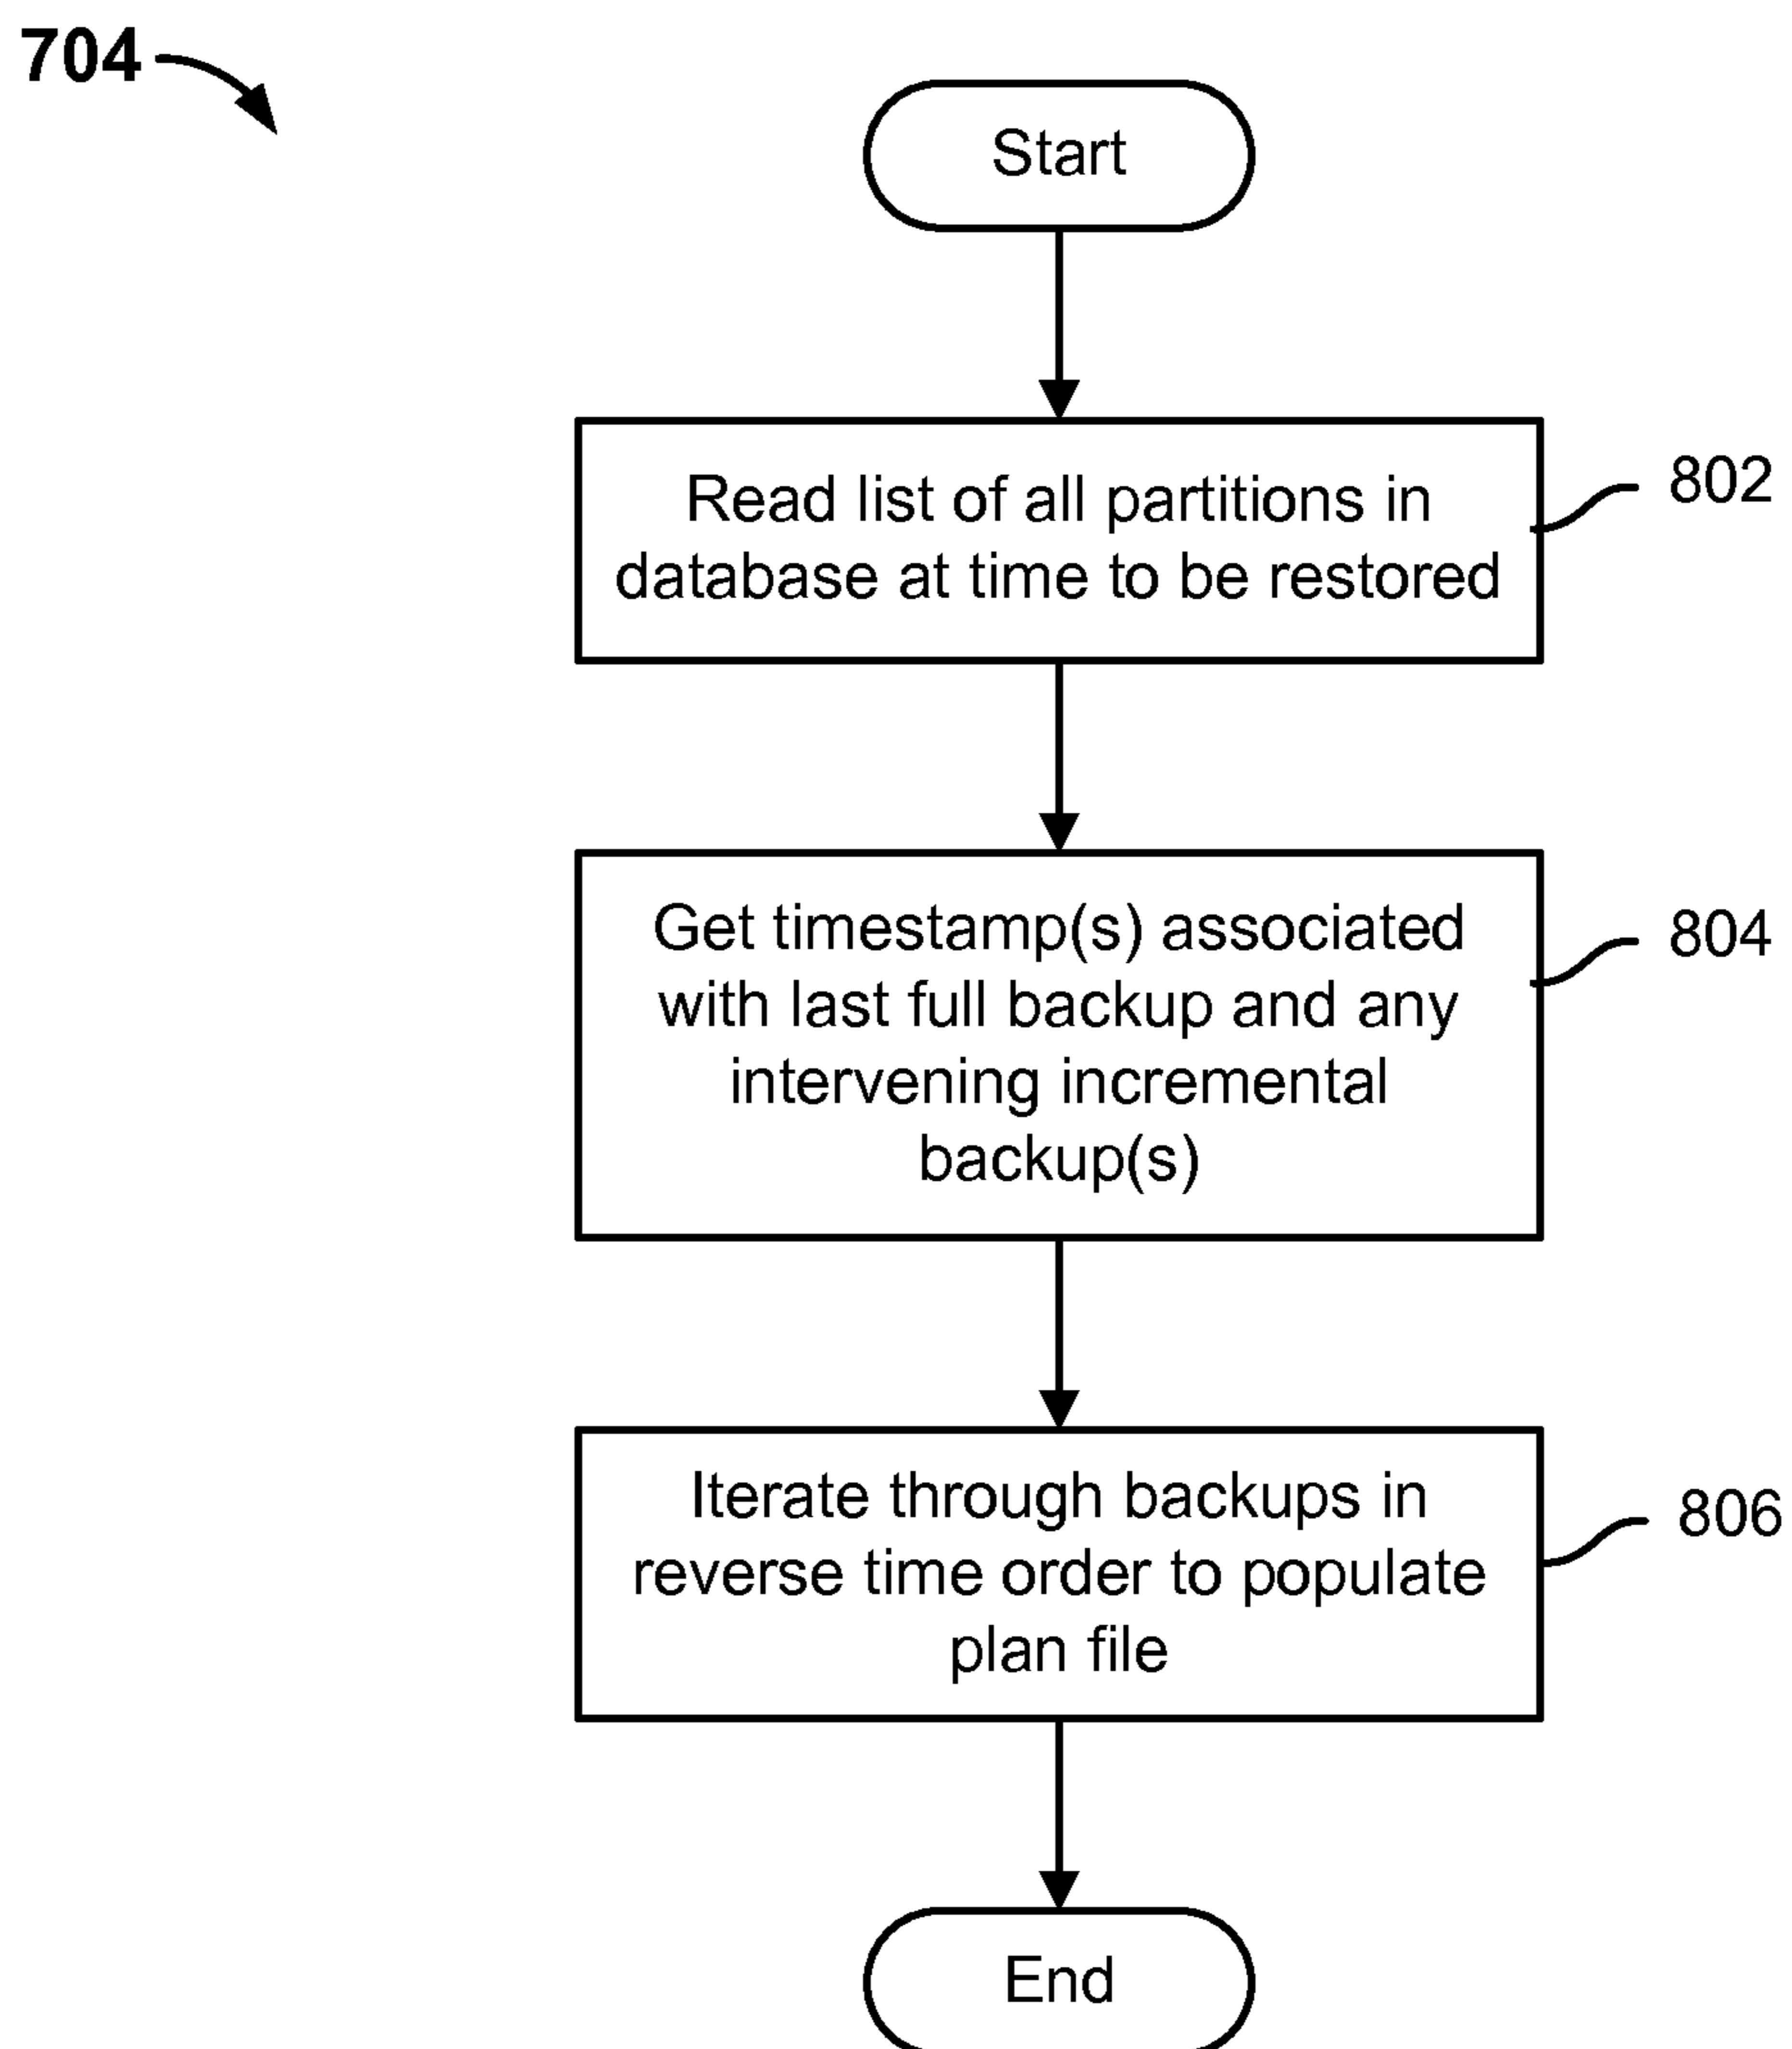 704
Start
Read list of all partitions in
database at time to be restored
802
Get timestamp(s) associated
with last full backup and any
intervening incremental
backup(s)
804
Iterate through backups in
reverse time order to populate
plan file
806
End